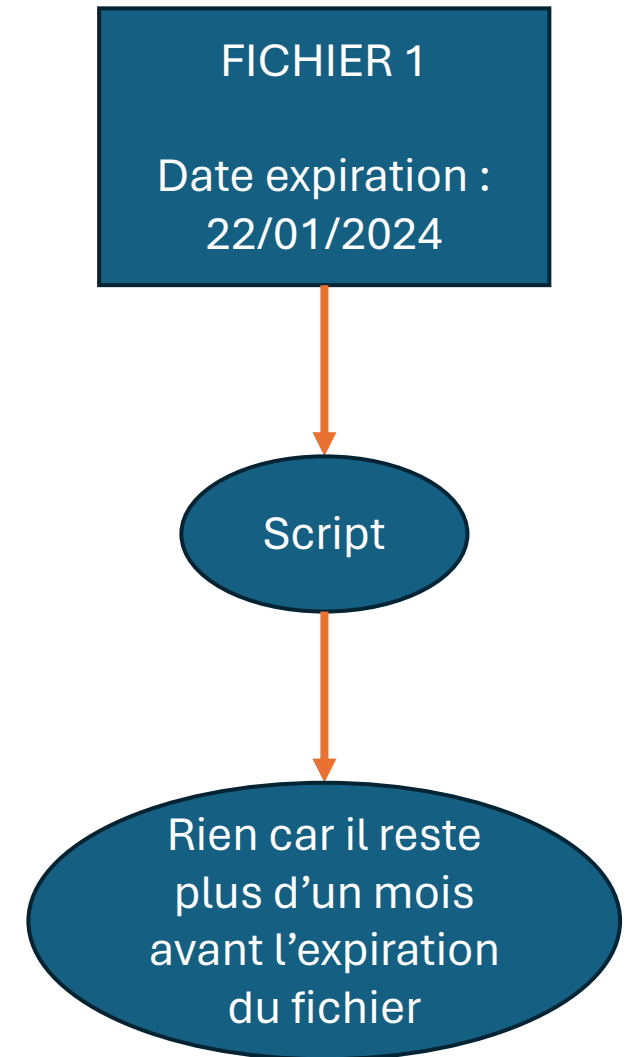 FICHIER 1
Date expiration :
22/01/2024
Script
Rien car il reste
plus d’un mois
avant l’expiration
du fichier